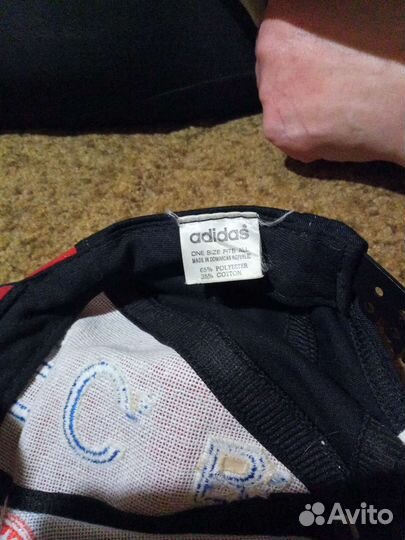 adidas
ONE SIZE FITS ALL
MADE IN DOMINICAN REPUBLIC
65% POLYESTER
35% COTTON
C
B
Avito